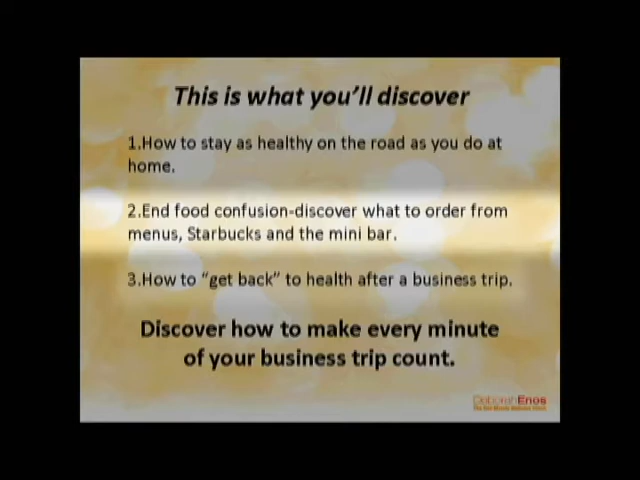 This is what you'll discover
1.How to stay as healthy on the road as you do at
home.
2.End food confusion-discover what to order from
menus, Starbucks and the mini bar.
3.How to “get back” to health after a business trip.
Discover how to make every minute
of your business trip count.
DeborahEnos